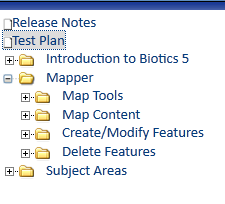 Release Notes
Test Plan
Introduction to Biotics 5
Mapper
Map Tools
Map Content
Create/Modify Features
Delete Features
Subject Areas